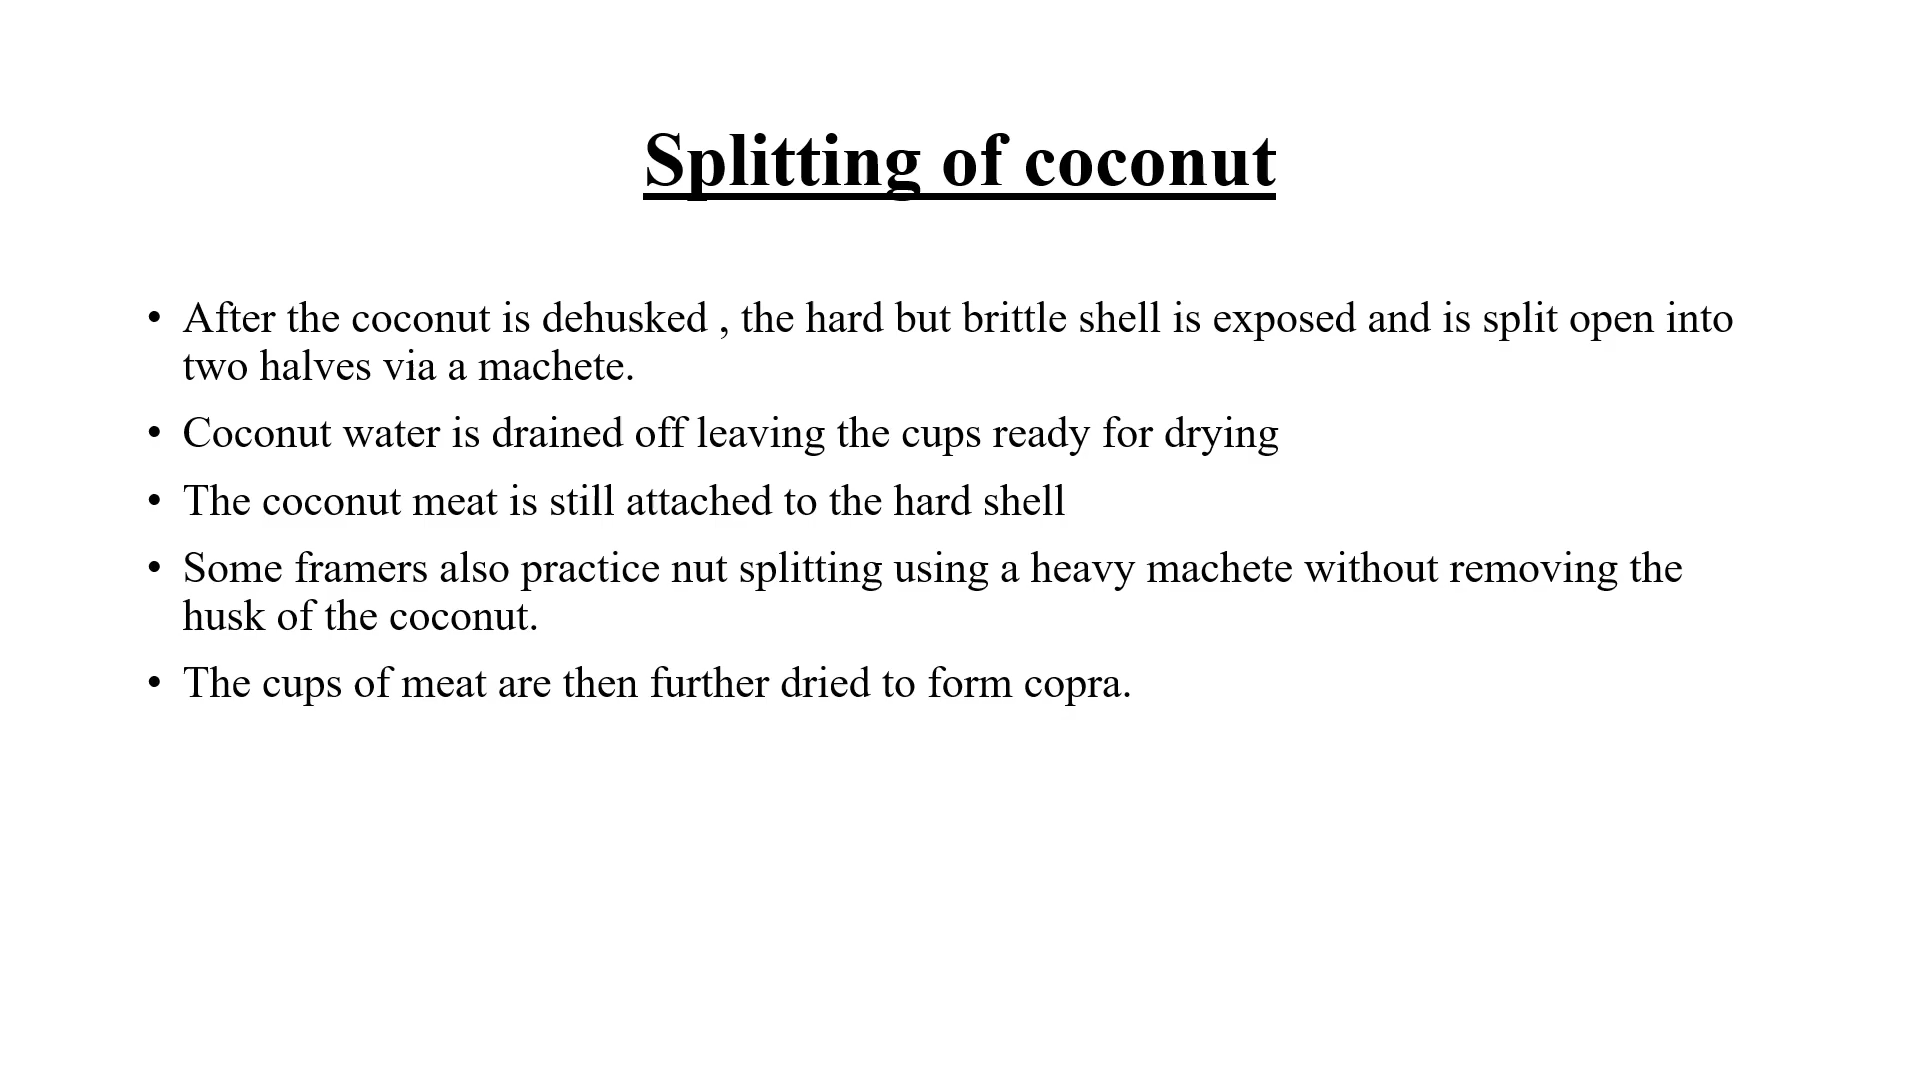 Splitting of coconut
• After the coconut is dehusked , the hard but brittle shell is exposed and is split open into
two halves via a machete.
• Coconut water is drained off leaving the cups ready for drying
• The coconut meat is still attached to the hard shell
• Some framers also practice nut splitting using a heavy machete without removing the
husk of the coconut.
• The cups of meat are then further dried to form copra.